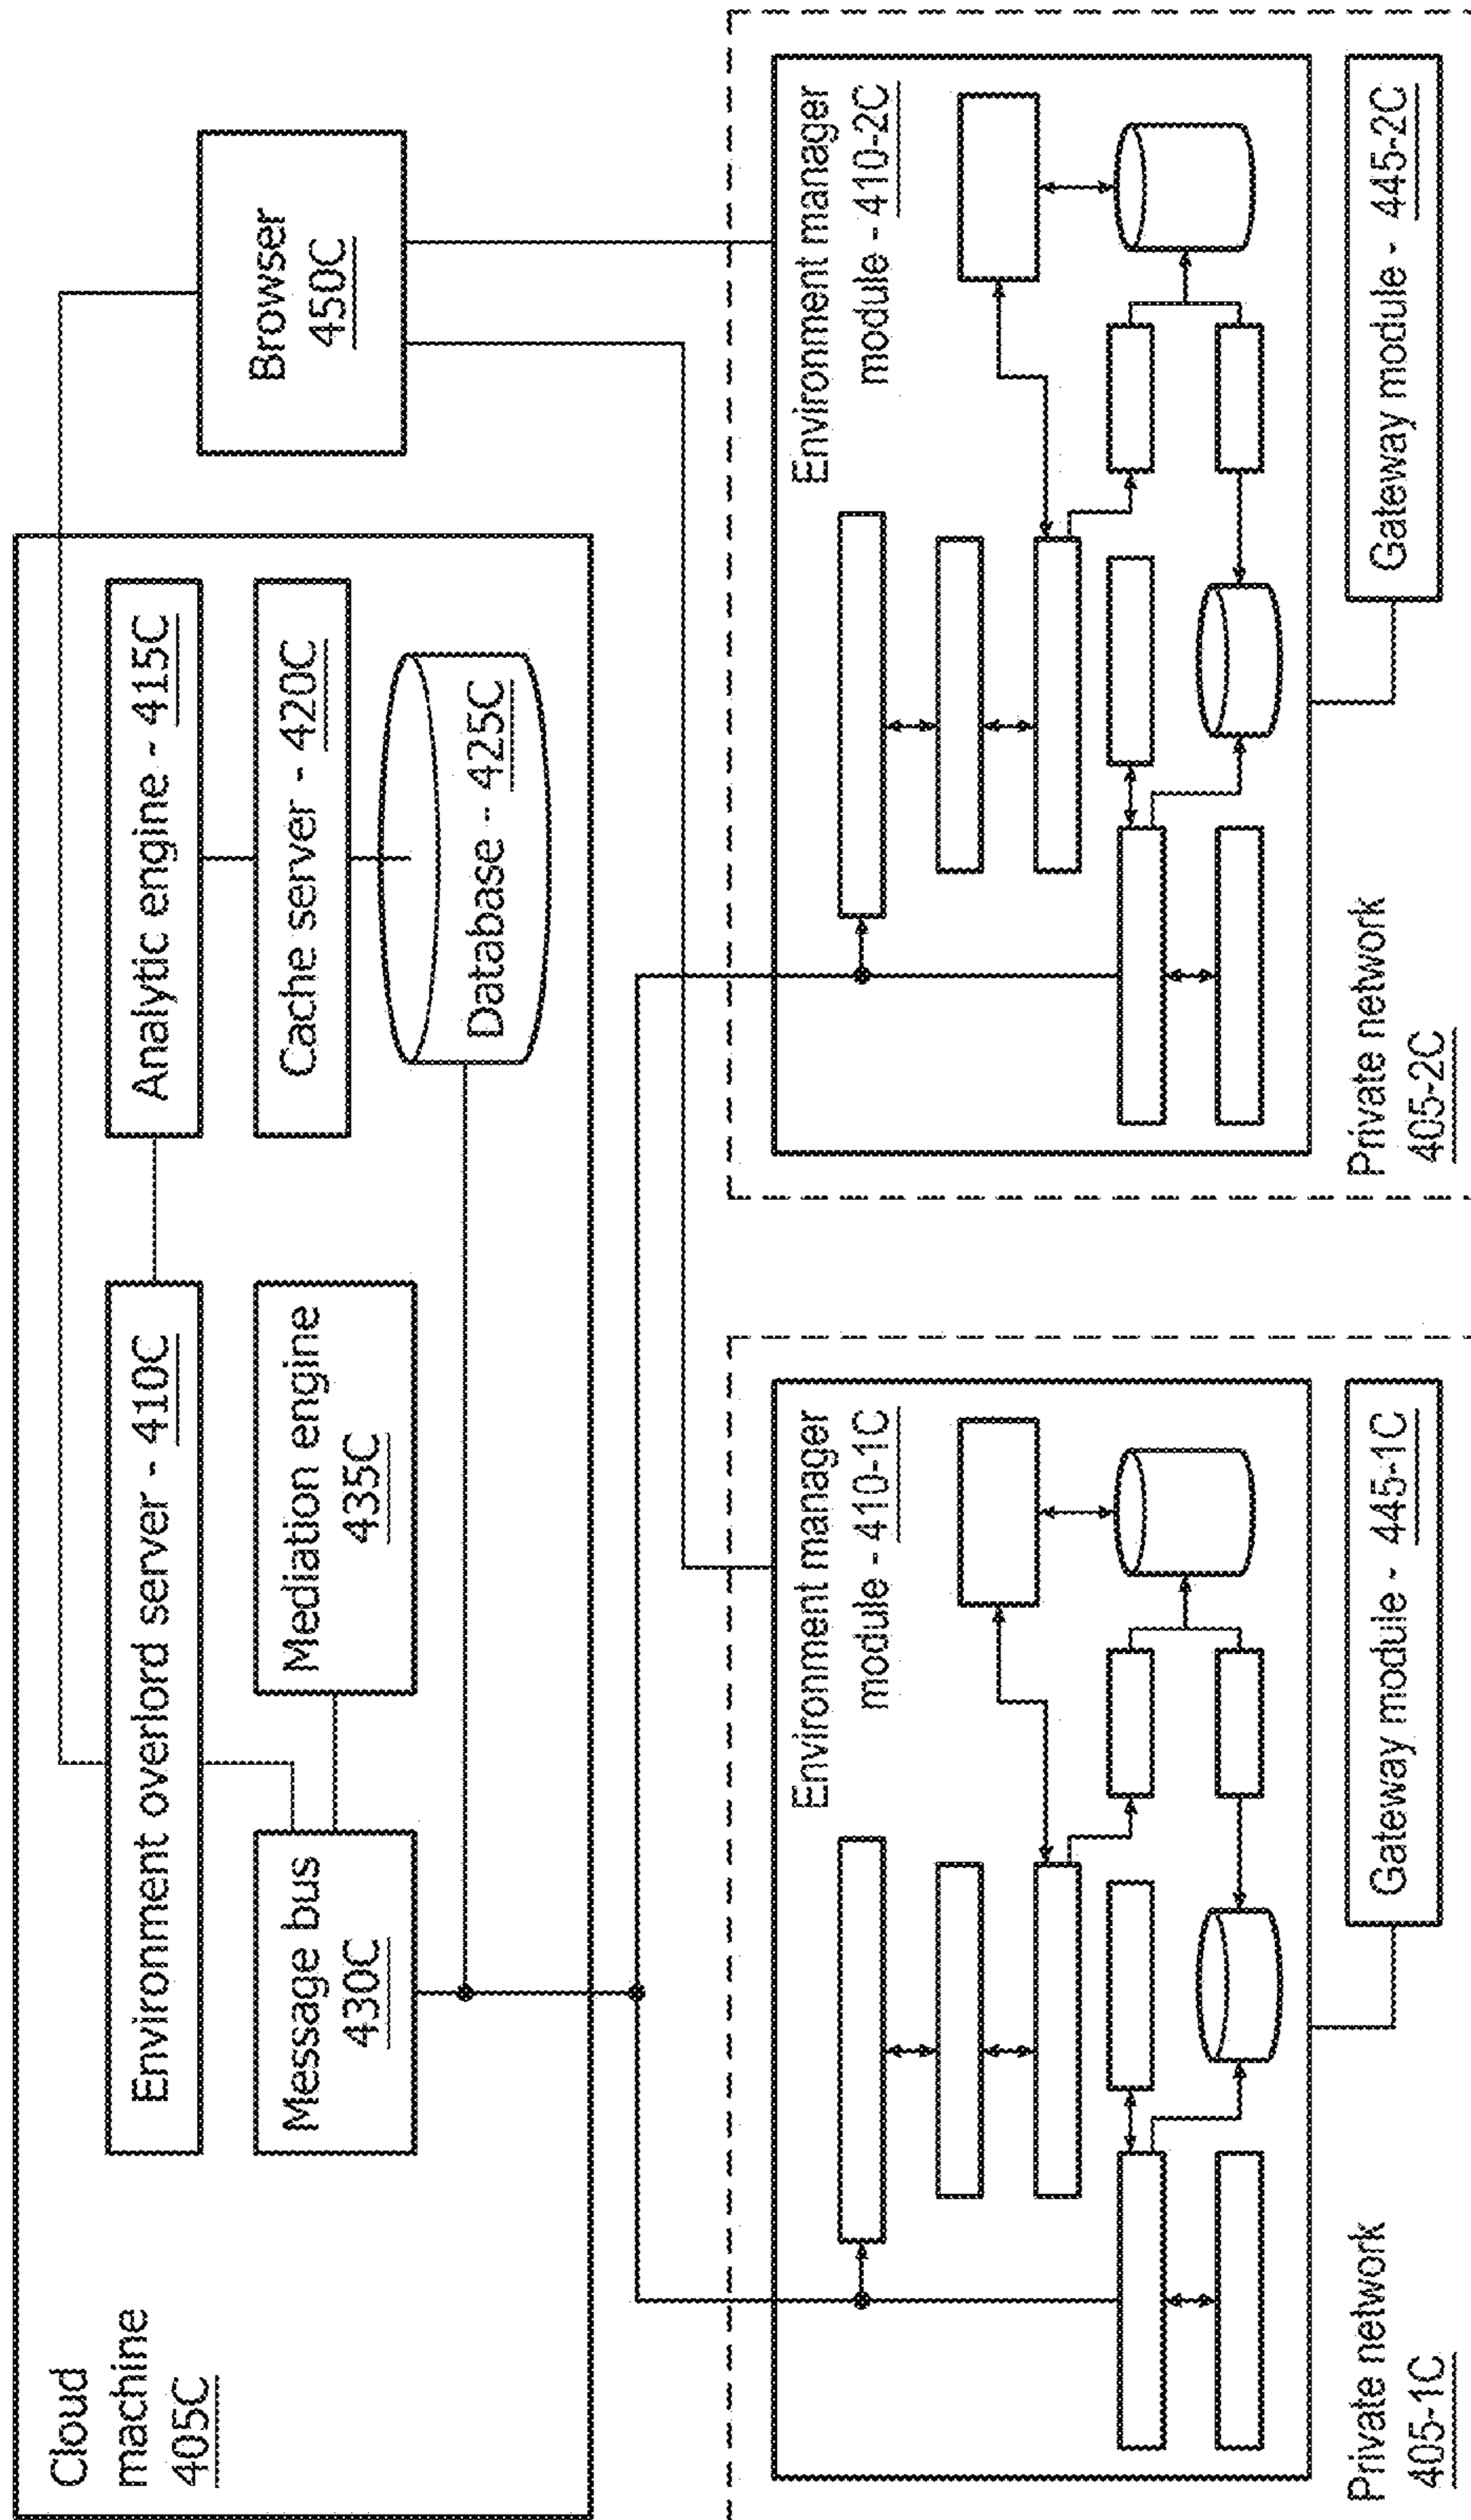 Cloud
machine
405C
Environment overlord server - 410C
Analytic engine - 415C
Message bus
430C
Mediation engine
435C
Cache server - 420C
Database - 425C
Browser
450C
Environment manager
module - 410-1C
Gateway module - 445-1C
Private network
405-1C
Environment manager
module - 410-2C
Gateway module - 445-2C
Private network
405-2C